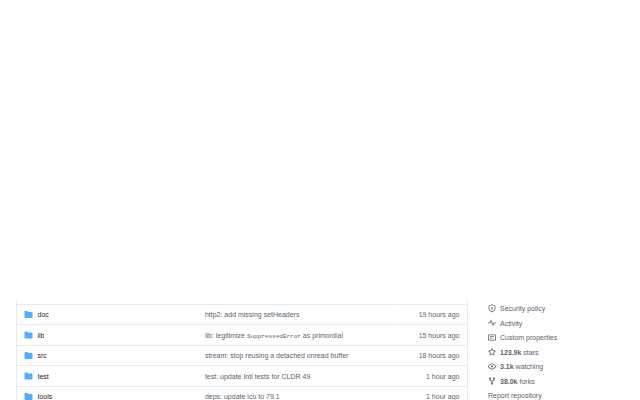 doc http2: add missing setHeaders 19 hours ago
lib lib: legitimize SuppressedError as primordial 15 hours ago
src stream: stop reusing a detached unread buffer 18 hours ago
test test: update Intl tests for CLDR 49 1 hour ago
tools deps: update icu to 79.1 1 hour ago
Security policy
Activity
Custom properties
123.9k stars
3.1k watching
38.0k forks
Report repository